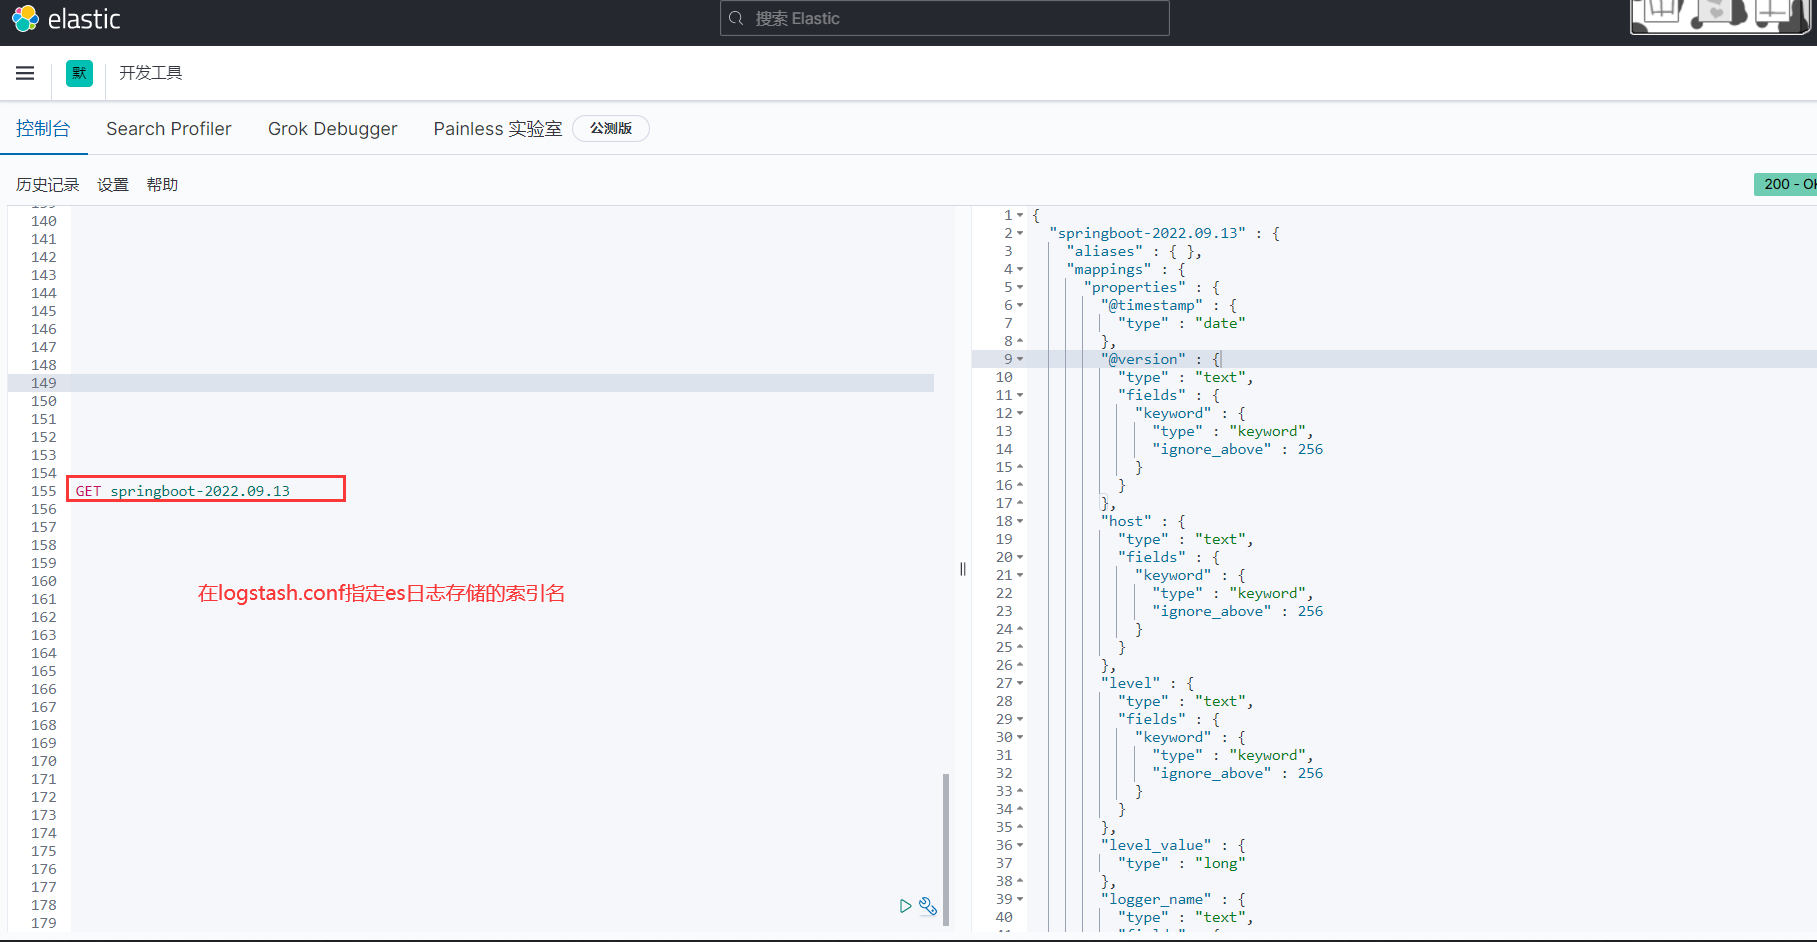 elastic
搜索 Elastic
默
开发工具
控制台
Search Profiler
Grok Debugger
Painless 实验室
公测版
历史记录
设置
帮助
200 - OK
140
141
142
143
144
145
146
147
148
149
150
151
152
153
154
155 GET springboot-2022.09.13
156
157
158
159
160
在logstash.conf指定es日志存储的索引名
161
162
163
164
165
166
167
168
169
170
171
172
173
174
175
176
177
178
179
1 {
2 "springboot-2022.09.13" : {
3 "aliases" : { },
4 "mappings" : {
5 "properties" : {
6 "@timestamp" : {
7 "type" : "date"
8 },
9 "@version" : {
10 "type" : "text",
11 "fields" : {
12 "keyword" : {
13 "type" : "keyword",
14 "ignore_above" : 256
15 }
16 }
17 },
18 "host" : {
19 "type" : "text",
20 "fields" : {
21 "keyword" : {
22 "type" : "keyword",
23 "ignore_above" : 256
24 }
25 }
26 },
27 "level" : {
28 "type" : "text",
29 "fields" : {
30 "keyword" : {
31 "type" : "keyword",
32 "ignore_above" : 256
33 }
34 }
35 },
36 "level_value" : {
37 "type" : "long"
38 },
39 "logger_name" : {
40 "type" : "text",